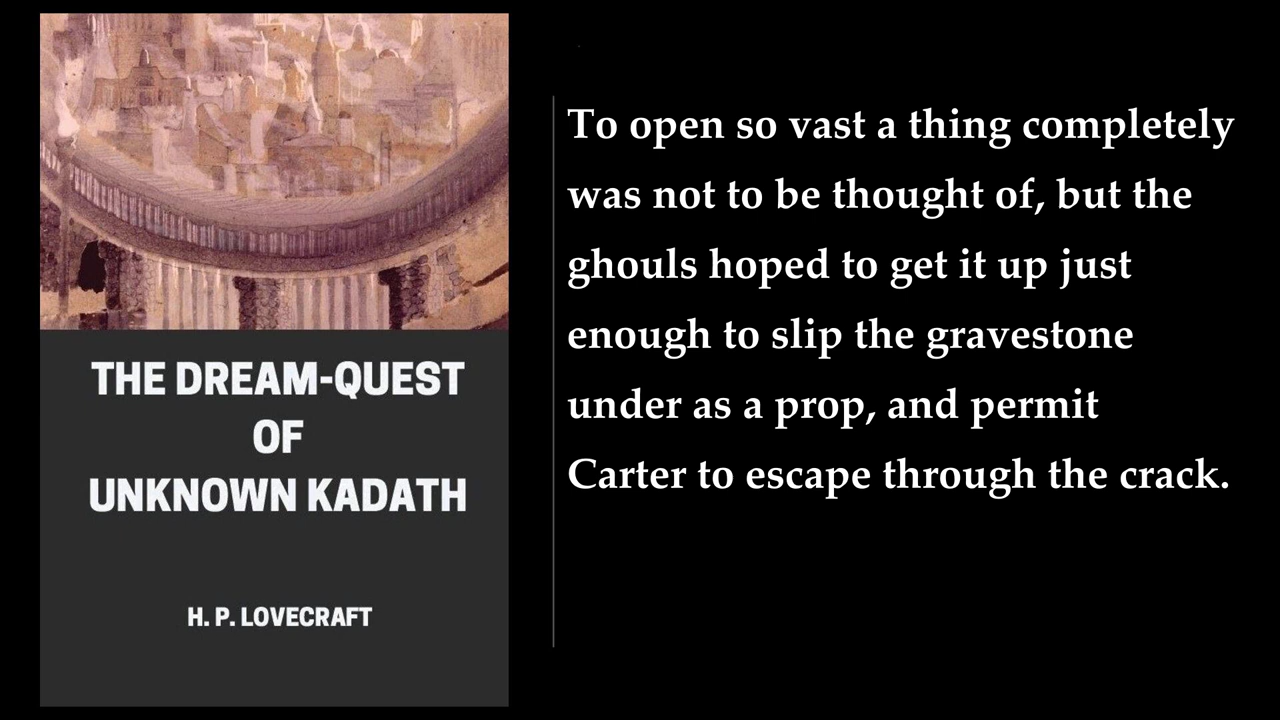 THE DREAM-QUEST
OF
UNKNOWN KADATH
H. P. LOVECRAFT
To open so vast a thing completely
was not to be thought of, but the
ghouls hoped to get it up just
enough to slip the gravestone
under as a prop, and permit
Carter to escape through the crack.